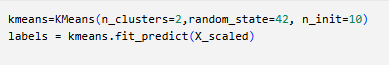 kmeans=KMeans(n_clusters=2,random_state=42, n_init=10)
labels = kmeans.fit_predict(X_scaled)